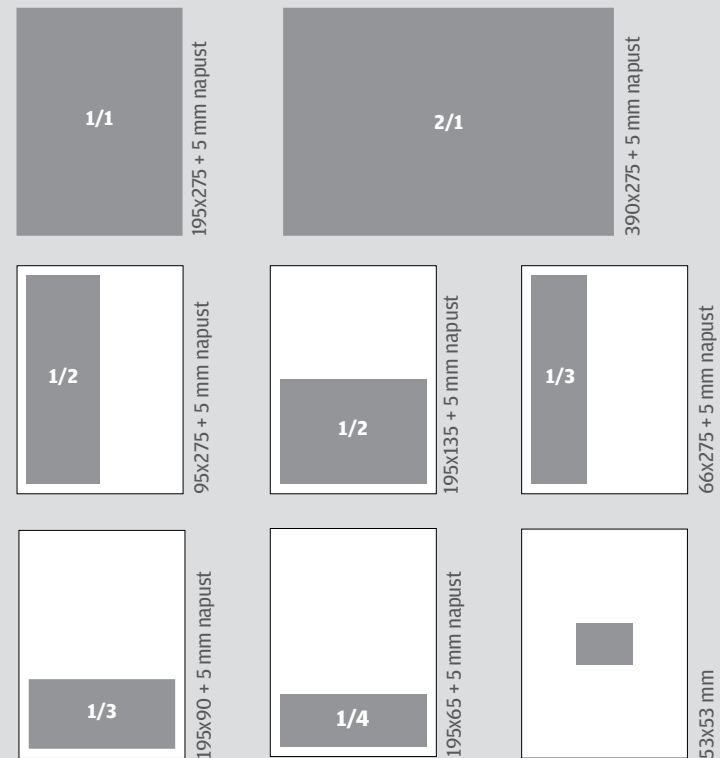 1/1
195x275 + 5 mm napust
2/1
390x275 + 5 mm napust
1/2
95x275 + 5 mm napust
1/2
195x135 + 5 mm napust
1/3
66x275 + 5 mm napust
1/3
195x90 + 5 mm napust
1/4
195x65 + 5 mm napust
53x53 mm